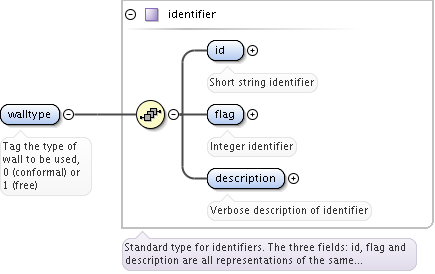 identifier
id
Short string identifier
walltype
Tag the type of
wall to be used,
0 (conformal) or
1 (free)
flag
Integer identifier
description
Verbose description of identifier
Standard type for identifiers. The three fields: id, flag and
description are all representations of the same...